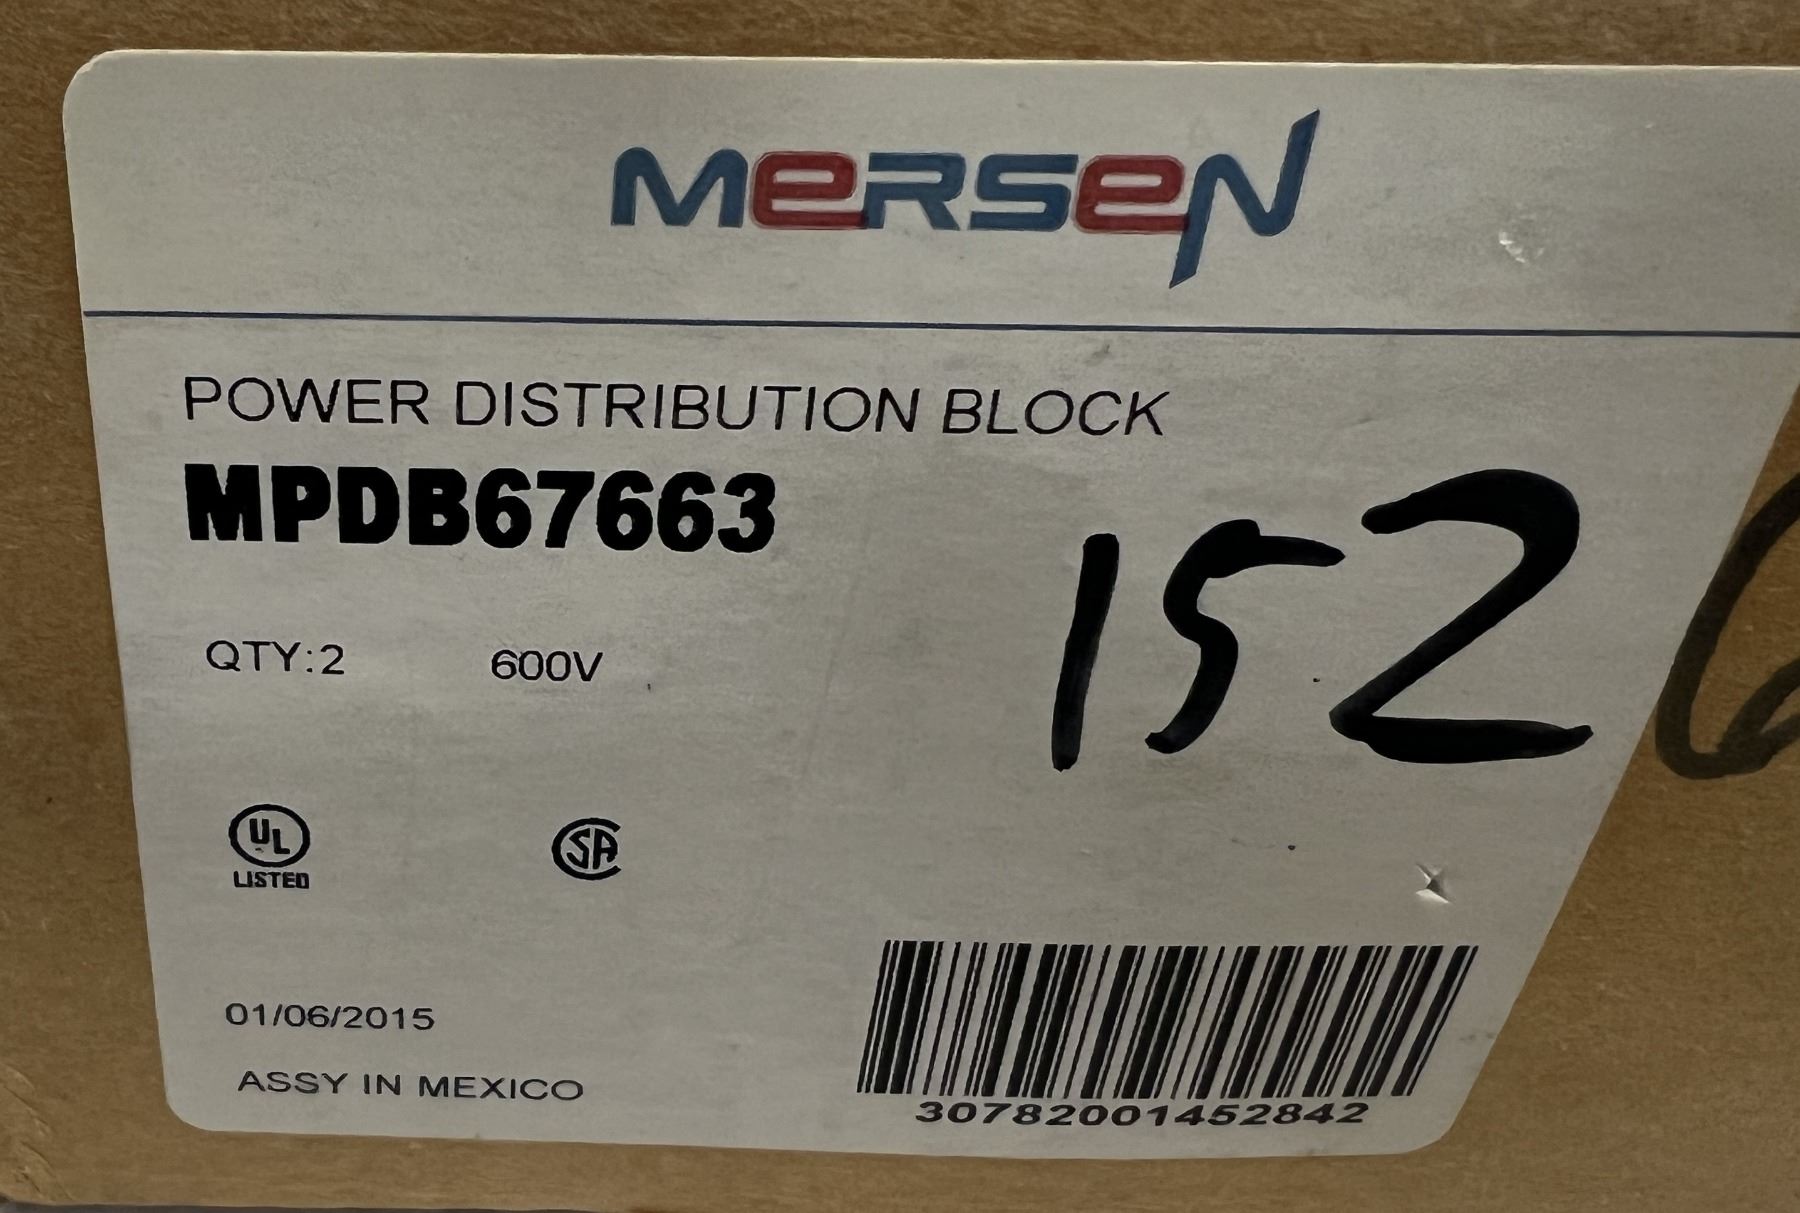 MERSEN
POWER DISTRIBUTION BLOCK
MPDB67663
152
QTY:2 600V
UL
LISTED
SA
01/06/2015
ASSY IN MEXICO
30782001452842